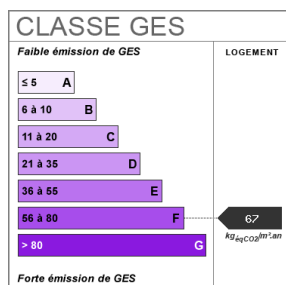 CLASSE GES
Faible émission de GES
LOGEMENT
≤ 5 A
6 à 10 B
11 à 20 C
21 à 35 D
36 à 55 E
56 à 80 F
67
kgéqCO2/m².an
> 80 G
Forte émission de GES